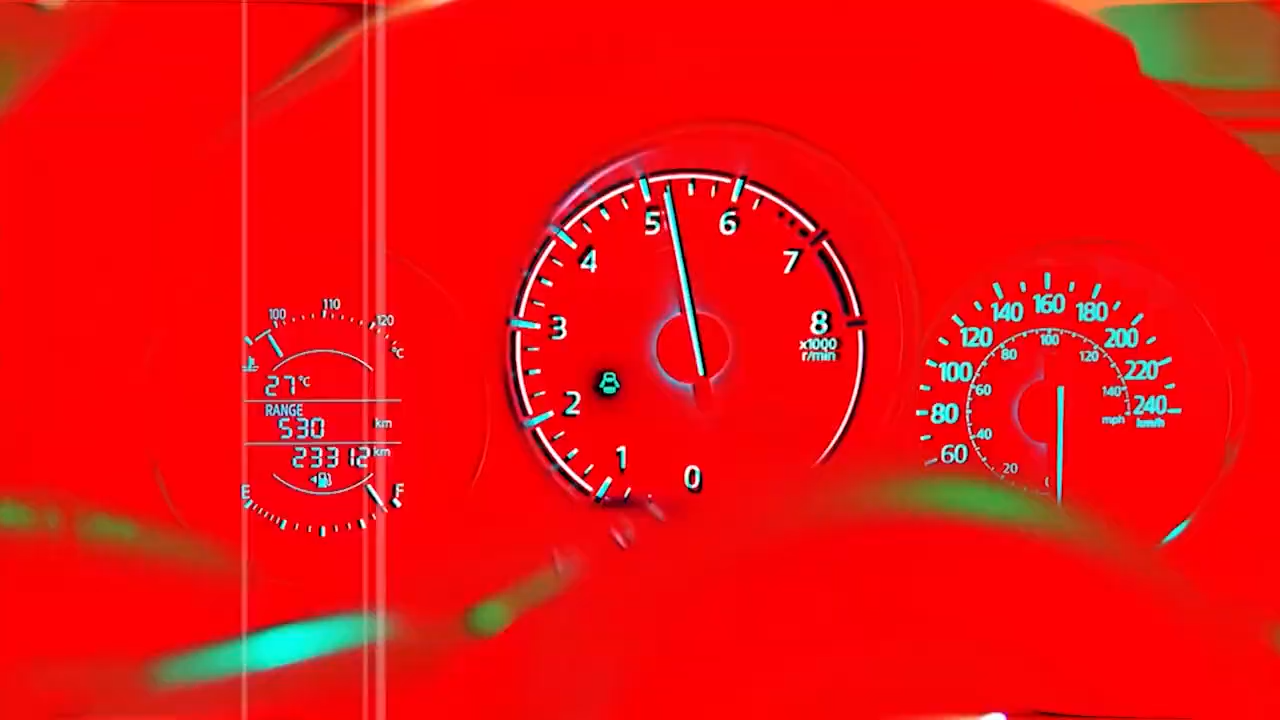 100 110 120
°C
27°C
RANGE
530 km
23312 km
E F
0 1 2 3 4 5 6 7 8
x1000
r/min
60 80 100 120 140 160 180 200 220 240
km/h
20 40 60 80 100 120 140
mph